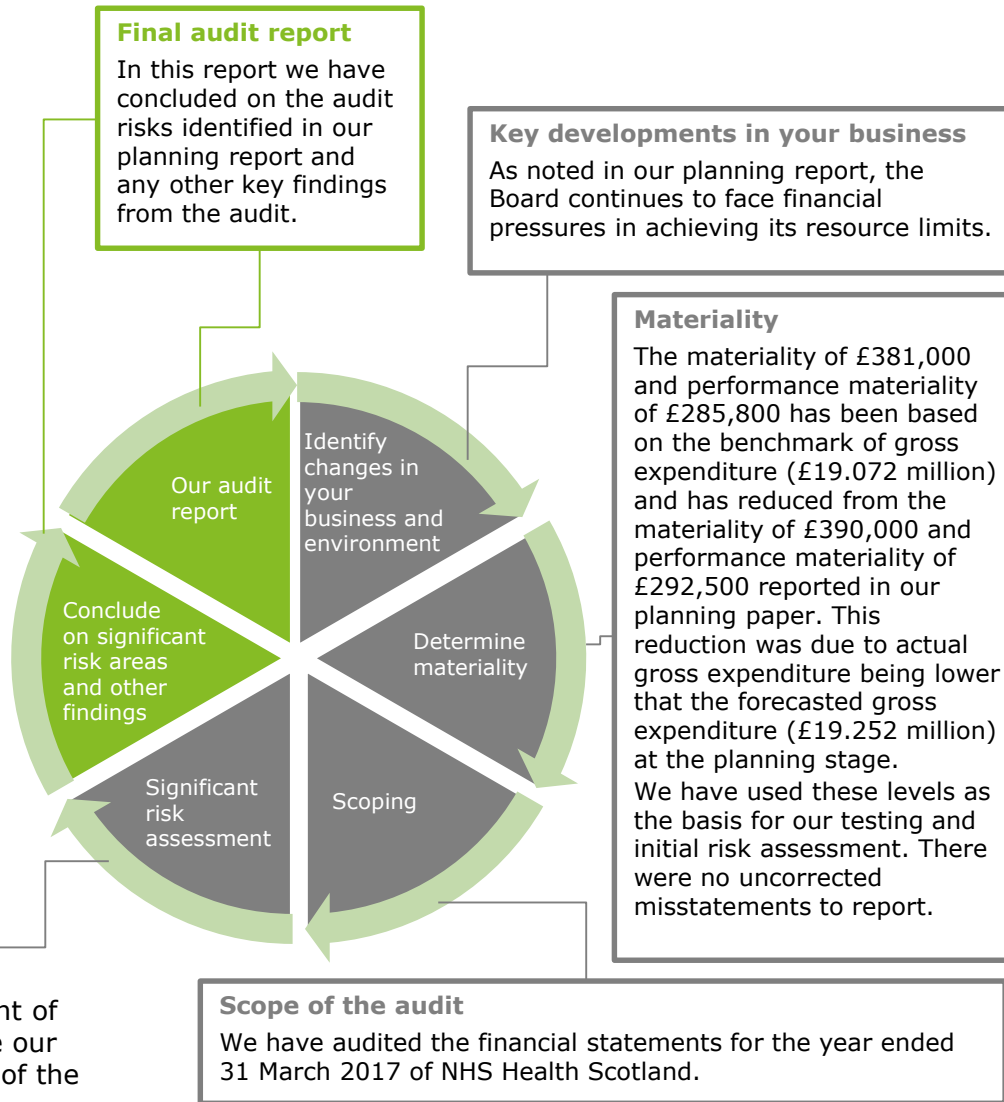 Final audit report
In this report we have
concluded on the audit
risks identified in our
planning report and
any other key findings
from the audit.
Key developments in your business
As noted in our planning report, the
Board continues to face financial
pressures in achieving its resource limits.
Materiality
The materiality of £381,000
and performance materiality
of £285,800 has been based
on the benchmark of gross
expenditure (£19.072 million)
and has reduced from the
materiality of £390,000 and
performance materiality of
£292,500 reported in our
planning paper. This
reduction was due to actual
gross expenditure being lower
that the forecasted gross
expenditure (£19.252 million)
at the planning stage.
We have used these levels as
the basis for our testing and
initial risk assessment. There
were no uncorrected
misstatements to report.
Identify
changes in
your
business and
environment
Determine
materiality
Scoping
Significant
risk
assessment
Conclude
on significant
risk areas
and other
findings
Our audit
report
Scope of the audit
We have audited the financial statements for the year ended
31 March 2017 of NHS Health Scotland.
of
our
of the